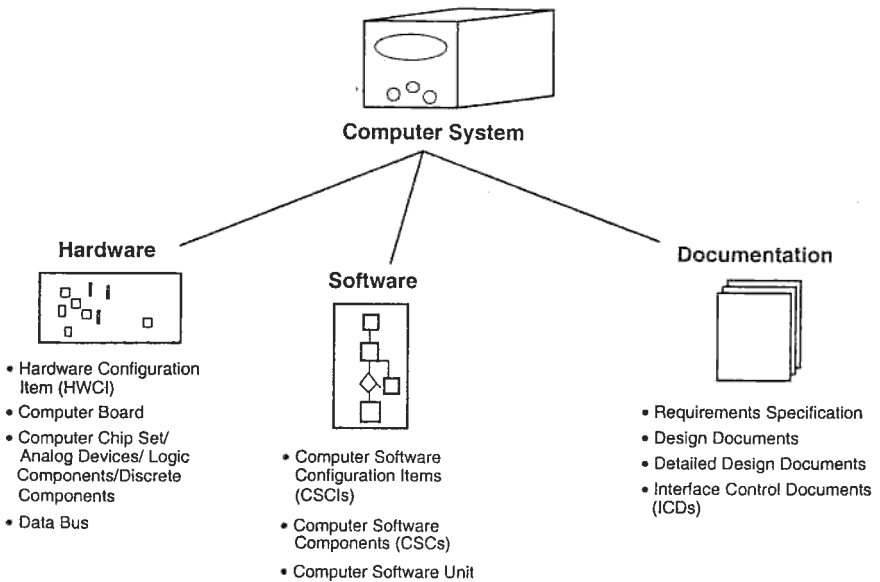 Computer System
Hardware
• Hardware Configuration
Item (HWCI)
• Computer Board
• Computer Chip Set/
Analog Devices/ Logic
Components/Discrete
Components
• Data Bus
Software
• Computer Software
Configuration Items
(CSCIs)
• Computer Software
Components (CSCs)
• Computer Software Unit
Documentation
• Requirements Specification
• Design Documents
• Detailed Design Documents
• Interface Control Documents
(ICDs)